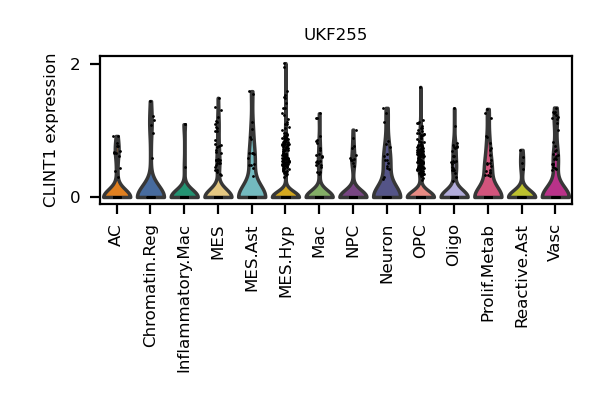 UKF255
CLINT1 expression
2
0
AC
Chromatin.Reg
Inflammatory.Mac
MES
MES.Ast
MES.Hyp
Mac
NPC
Neuron
OPC
Oligo
Prolif.Metab
Reactive.Ast
Vasc